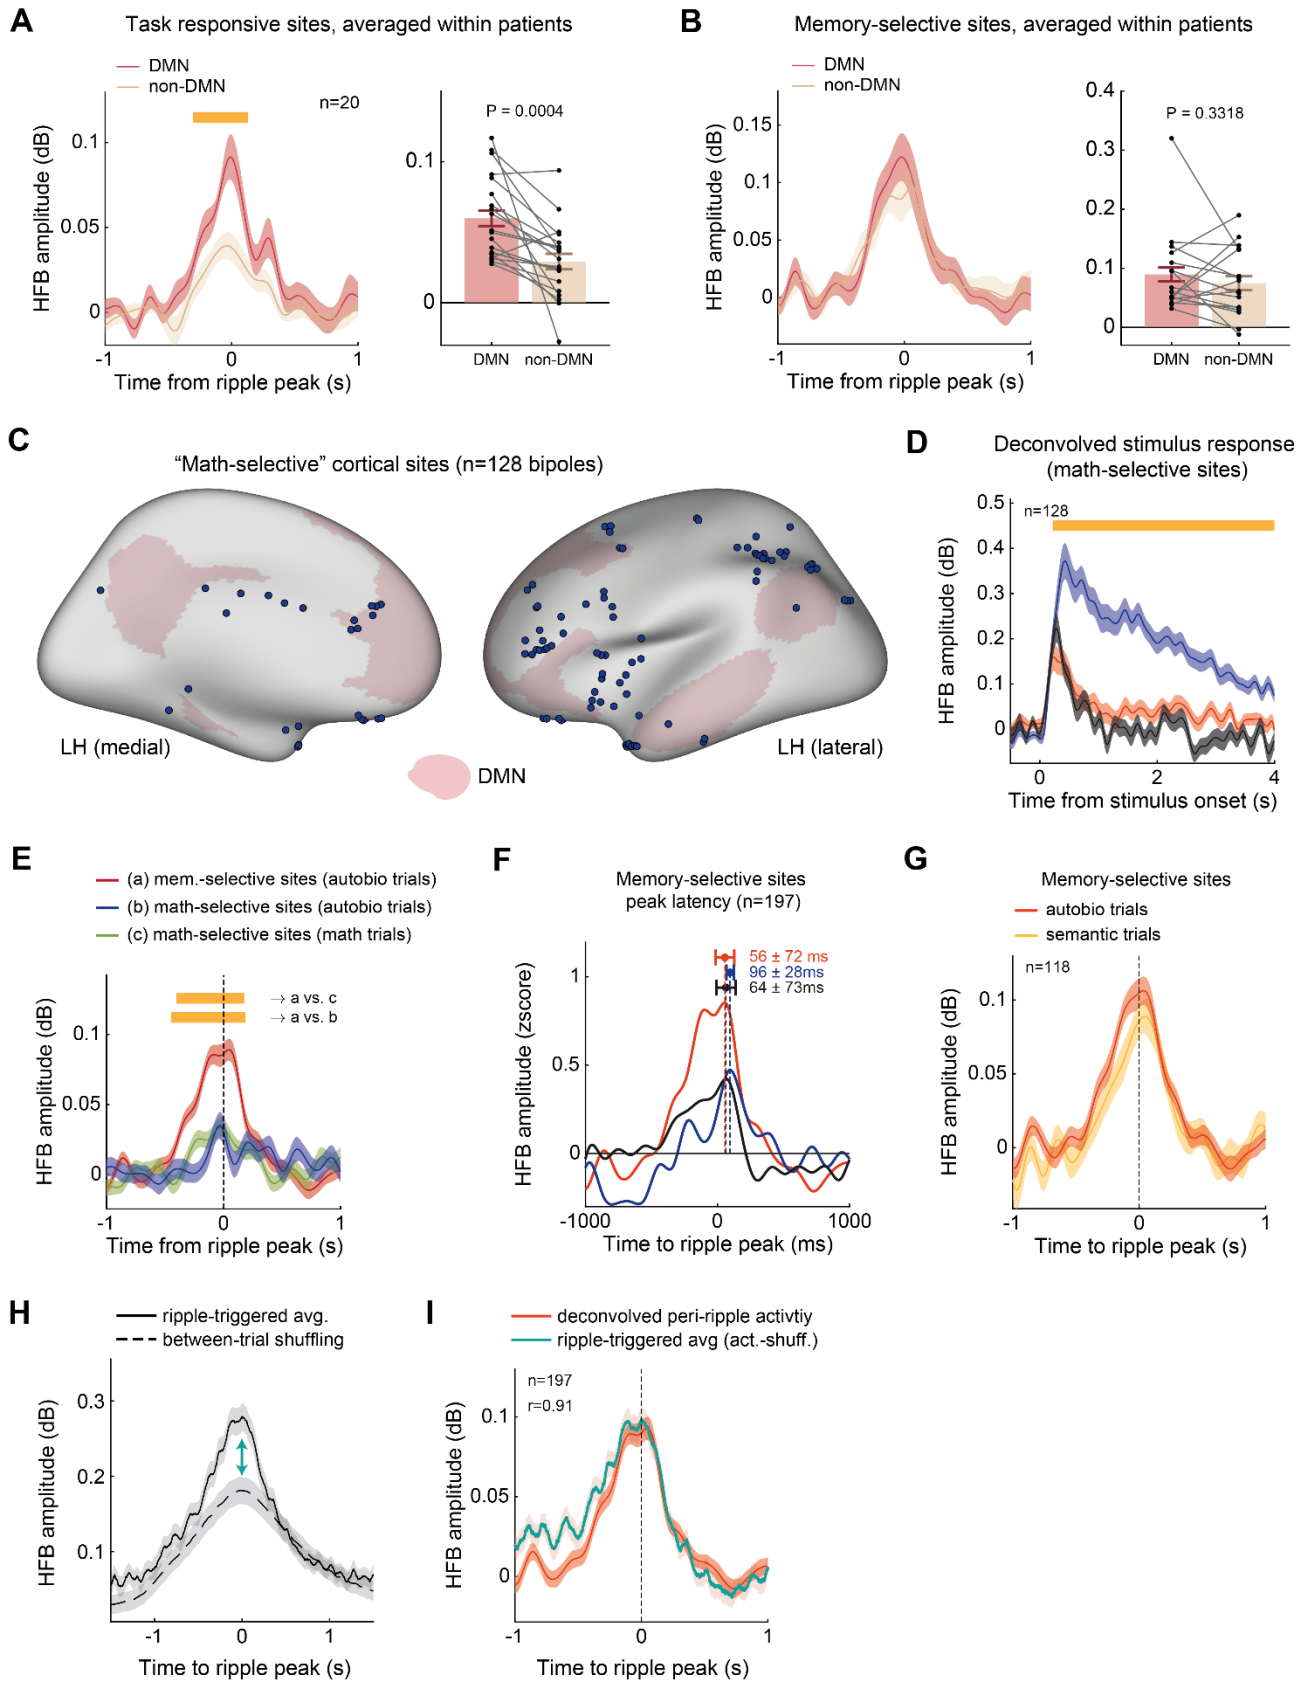 A
Task responsive sites, averaged within patients
DMN
non-DMN
n=20
HFB amplitude (dB)
0.1
0.05
0
-1
0
1
Time from ripple peak (s)
P = 0.0004
0.1
0
DMN
non-DMN
B
Memory-selective sites, averaged within patients
DMN
non-DMN
HFB amplitude (dB)
0.15
0.1
0.05
0
-1
0
1
Time from ripple peak (s)
P = 0.3318
0.4
0.3
0.2
0.1
0
DMN
non-DMN
C
“Math-selective” cortical sites (n=128 bipoles)
LH (medial)
LH (lateral)
DMN
D
Deconvolved stimulus response
(math-selective sites)
n=128
HFB amplitude (dB)
0.5
0.4
0.3
0.2
0.1
0
0
2
4
Time from stimulus onset (s)
E
(a) mem.-selective sites (autobio trials)
(b) math-selective sites (autobio trials)
(c) math-selective sites (math trials)
→ a vs. c
→ a vs. b
HFB amplitude (dB)
0.1
0.05
0
-1
0
1
Time from ripple peak (s)
F
Memory-selective sites
peak latency (n=197)
56 ± 72 ms
96 ± 28ms
64 ± 73ms
HFB amplitude (zscore)
1
0.5
0
-1000
0
1000
Time to ripple peak (ms)
G
Memory-selective sites
autobio trials
semantic trials
n=118
HFB amplitude (dB)
0.1
0.05
0
-1
0
1
Time to ripple peak (s)
H
ripple-triggered avg.
between-trial shuffling
HFB amplitude (dB)
0.3
0.2
0.1
-1
0
1
Time to ripple peak (s)
I
deconvolved peri-ripple activtiy
ripple-triggered avg (act.-shuff.)
n=197
r=0.91
HFB amplitude (dB)
0.1
0.05
0
-1
0
1
Time to ripple peak (s)